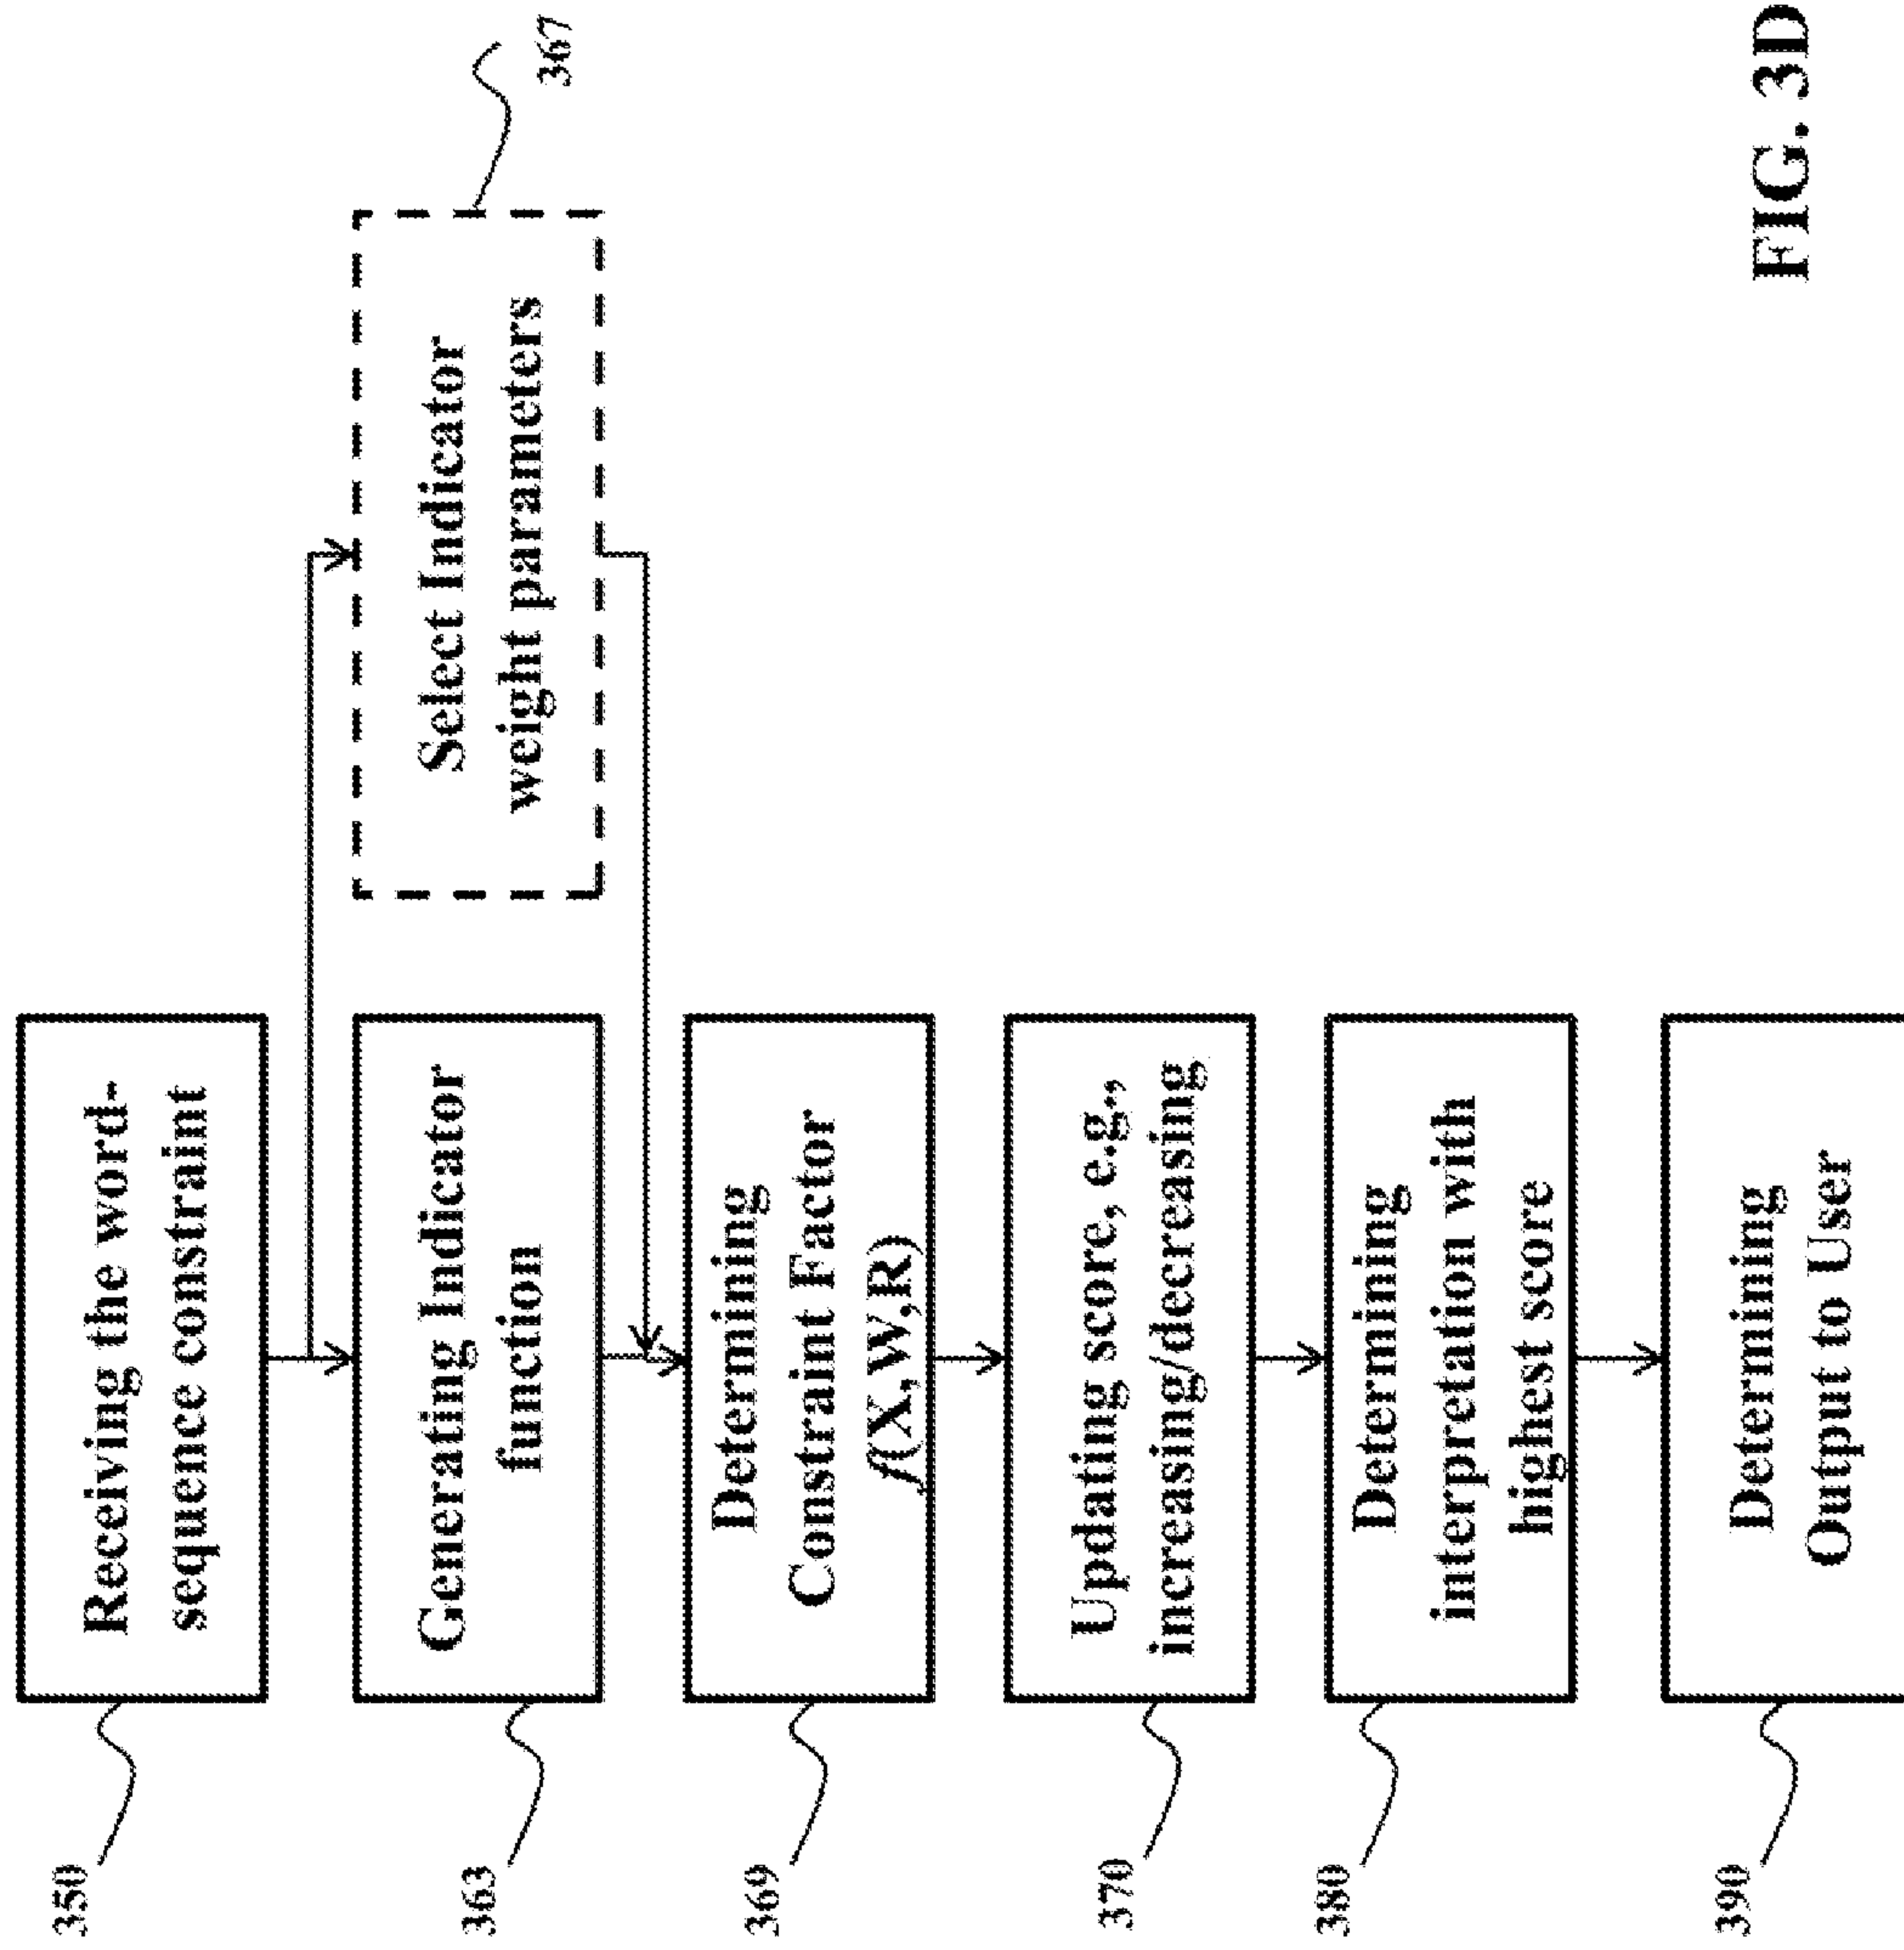 350
Receiving the word-
sequence constraint
363
Generating Indicator
function
Select Indicator
weight parameters
367
369
Determining
Constraint Factor
f(X,W,R)
370
Updating score, e.g.,
increasing/decreasing
380
Determining
interpretation with
highest score
390
Determining
Output to User
FIG. 3D